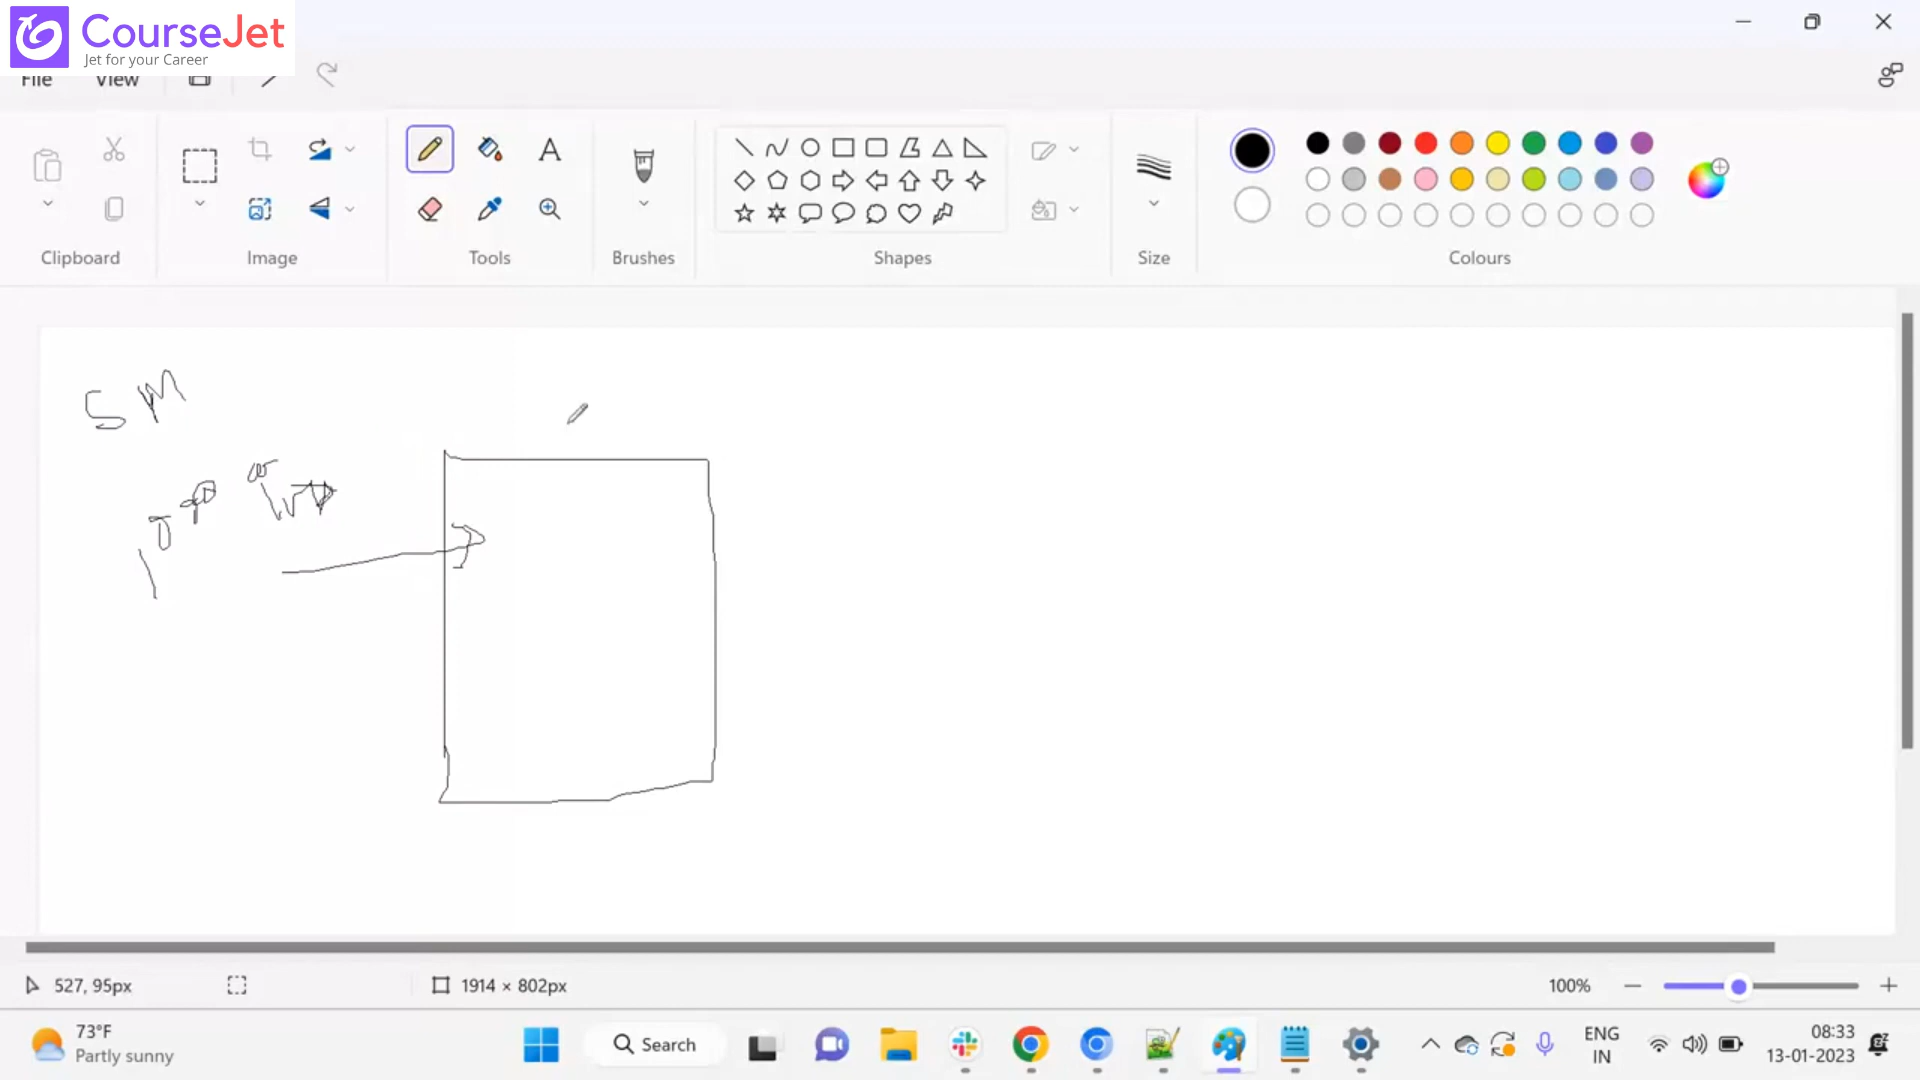 CourseJet
Jet for your Career
File View
Clipboard
Image
Tools
Brushes
Shapes
Size
Colours
SM
527, 95px
1914 × 802px
100%
73°F
Partly sunny
Search
ENG
IN
08:33
13-01-2023